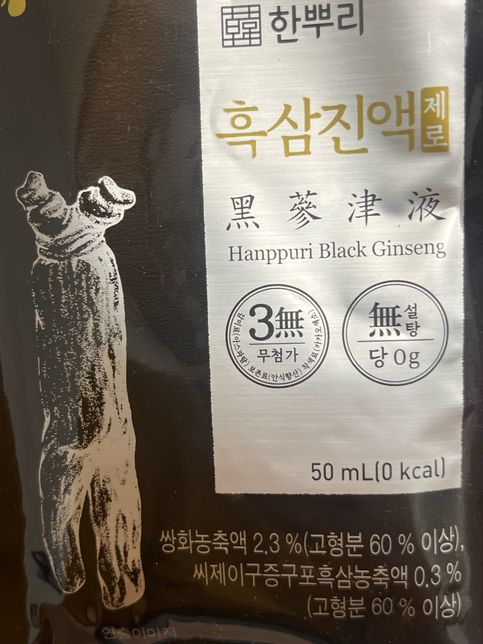 韓 한뿌리
흑삼진액 제로
黑蔘津液
Hanppuri Black Ginseng
3無
무첨가
無설탕
당 0g
50 mL(0 kcal)
쌍화농축액 2.3 %(고형분 60 % 이상),
씨제이구증구포흑삼농축액 0.3 %
(고형분 60 % 이상)